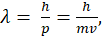 λ = h/p = h/mv,